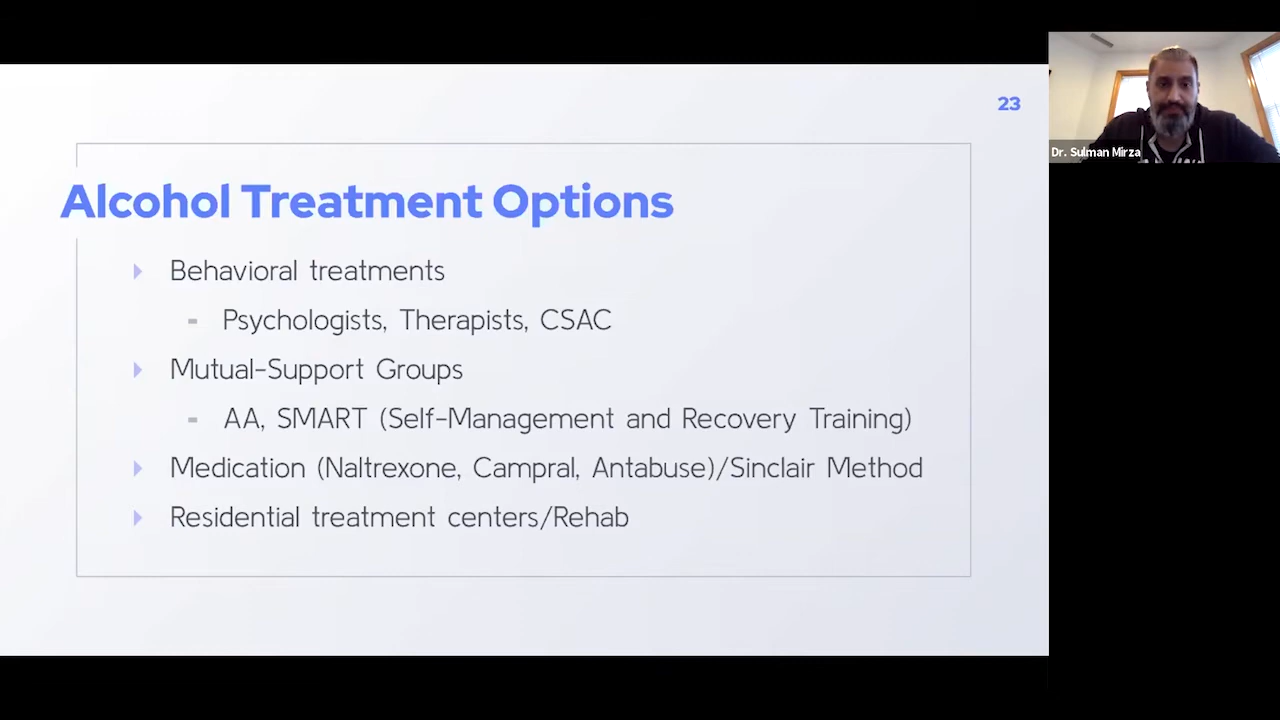 23
Alcohol Treatment Options
Behavioral treatments
- Psychologists, Therapists, CSAC
Mutual-Support Groups
- AA, SMART (Self-Management and Recovery Training)
Medication (Naltrexone, Campral, Antabuse)/Sinclair Method
Residential treatment centers/Rehab
Dr. Sulman Mirza